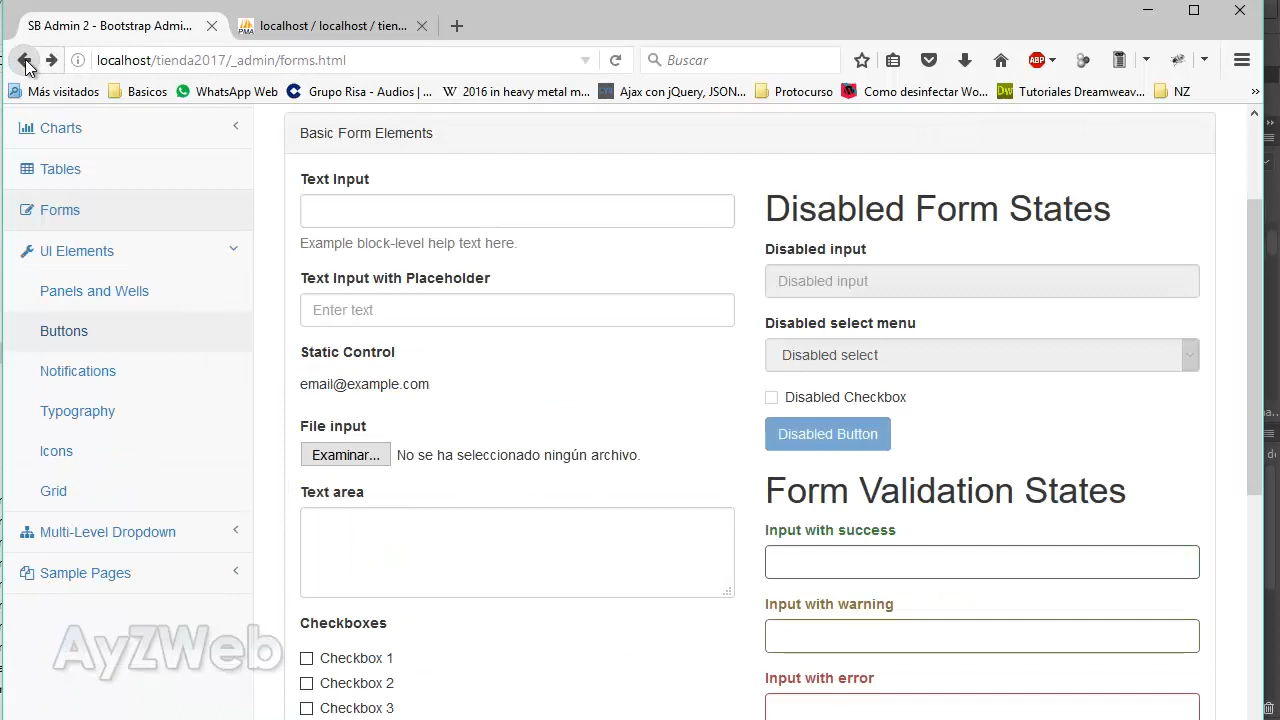 SB Admin 2 - Bootstrap Admi...
PMA localhost / localhost / tien...
localhost/tienda2017/_admin/forms.html
Buscar
ABP
Más visitados
Basicos
WhatsApp Web
Grupo Risa - Audios | ...
W 2016 in heavy metal m...
Ajax con jQuery, JSON...
Protocurso
Como desinfectar Wo...
DW Tutoriales Dreamweav...
NZ
Charts
Tables
Forms
UI Elements
Panels and Wells
Buttons
Notifications
Typography
Icons
Grid
Multi-Level Dropdown
Sample Pages
AyZWeb
Basic Form Elements
Text Input
Example block-level help text here.
Text Input with Placeholder
Enter text
Static Control
email@example.com
File input
Examinar... No se ha seleccionado ningún archivo.
Text area
Checkboxes
Checkbox 1
Checkbox 2
Checkbox 3
Disabled Form States
Disabled input
Disabled input
Disabled select menu
Disabled select
Disabled Checkbox
Disabled Button
Form Validation States
Input with success
Input with warning
Input with error